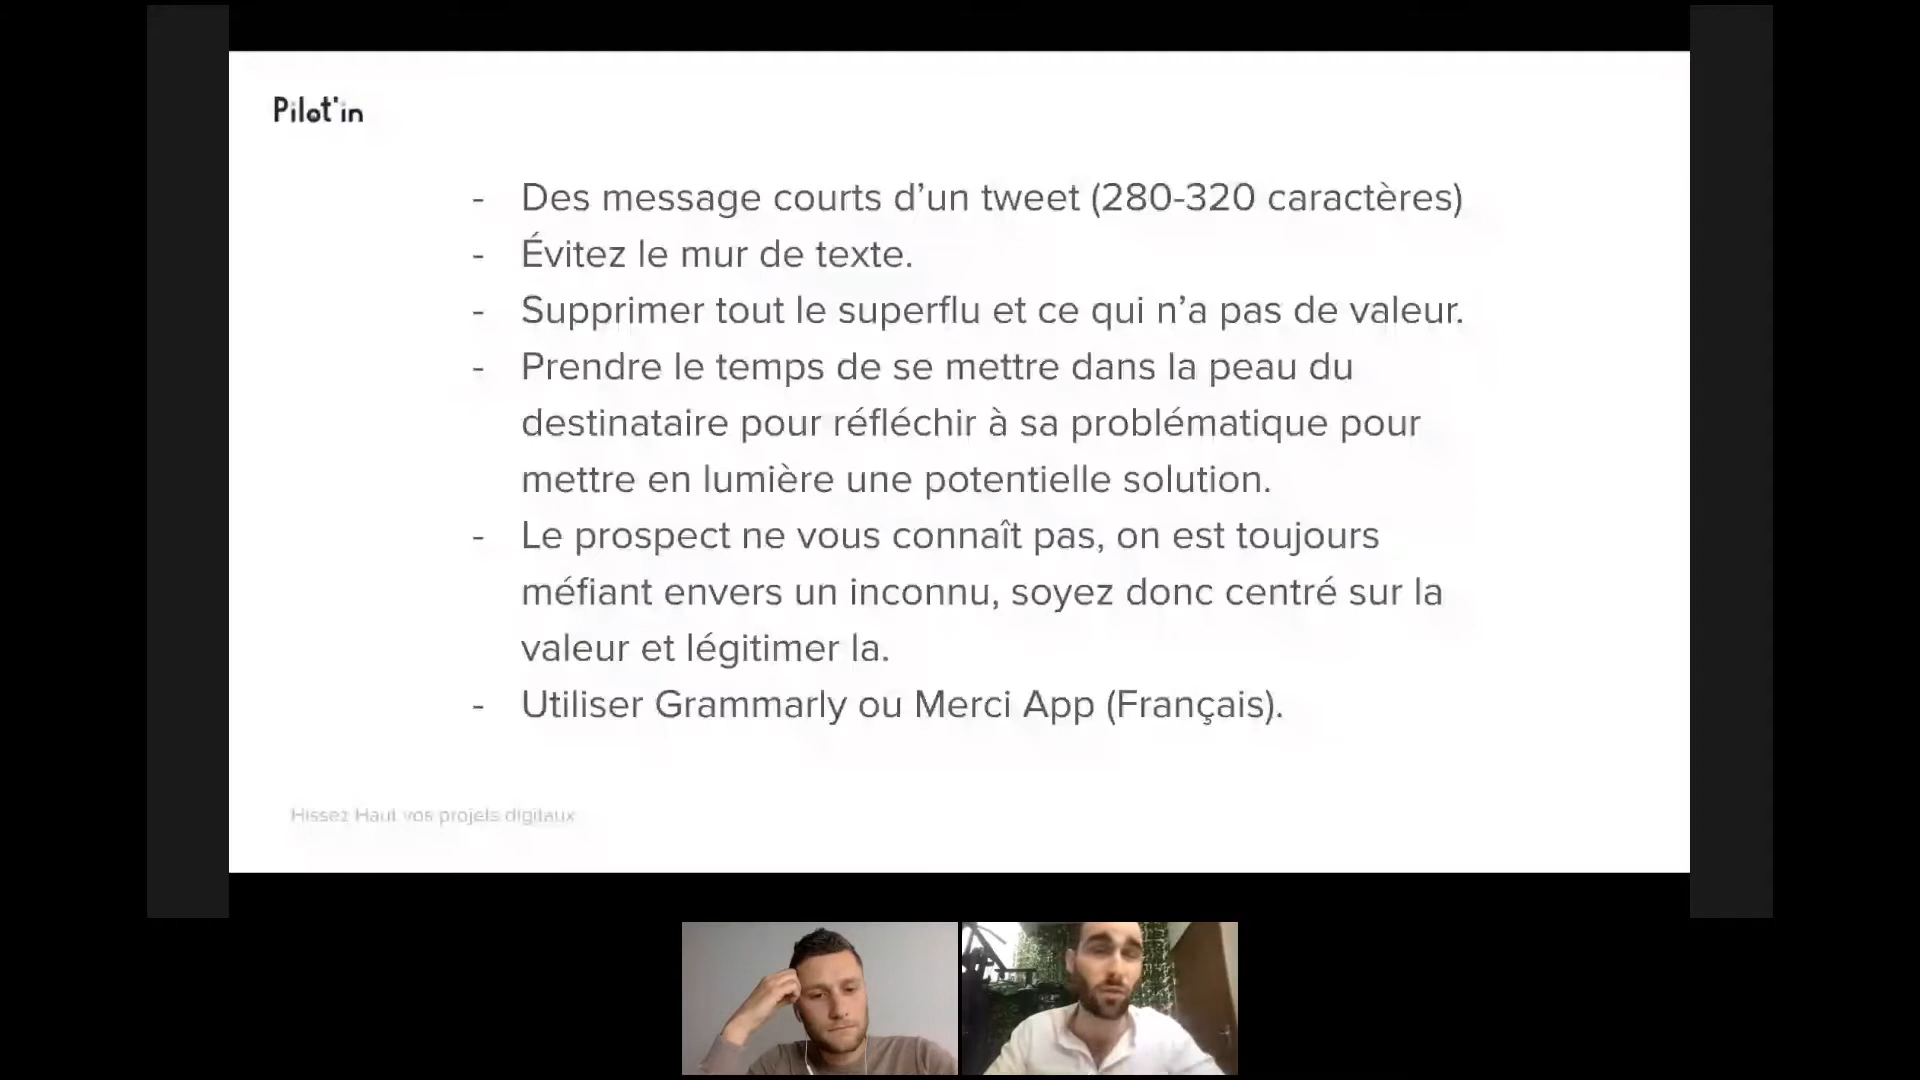 Pilot'in
- Des message courts d’un tweet (280-320 caractères)
- Évitez le mur de texte.
- Supprimer tout le superflu et ce qui n’a pas de valeur.
- Prendre le temps de se mettre dans la peau du
destinataire pour réfléchir à sa problématique pour
mettre en lumière une potentielle solution.
- Le prospect ne vous connaît pas, on est toujours
méfiant envers un inconnu, soyez donc centré sur la
valeur et légitimer la.
- Utiliser Grammarly ou Merci App (Français).
Hissez Haut vos projets digitaux